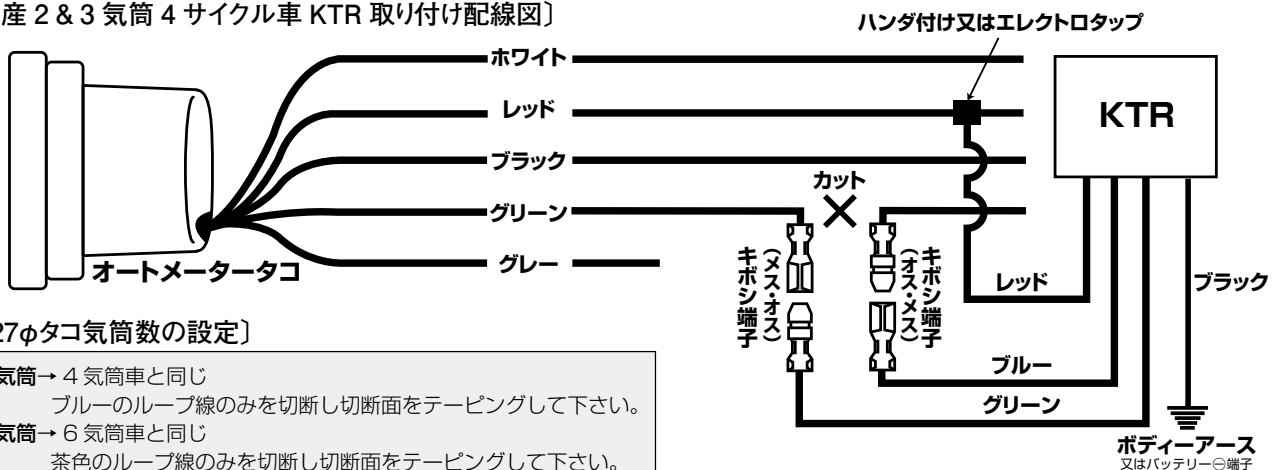 産 2 & 3 気筒 4 サイクル車 KTR 取り付け配線図〕
ハンダ付け又はエレクトロタップ
ホワイト
レッド
KTR
ブラック
カット
グリーン
グレー
オートメータータコ
キボシ端子
（メス・オス）
キボシ端子
（オス・メス）
レッド
ブラック
27φタコ気筒数の設定〕
気筒→ 4 気筒車と同じ
ブルーのループ線のみを切断し切断面をテーピングして下さい。
気筒→ 6 気筒車と同じ
茶色のループ線のみを切断し切断面をテーピングして下さい。
ブルー
グリーン
ボディーアース
又はバッテリー⊖端子